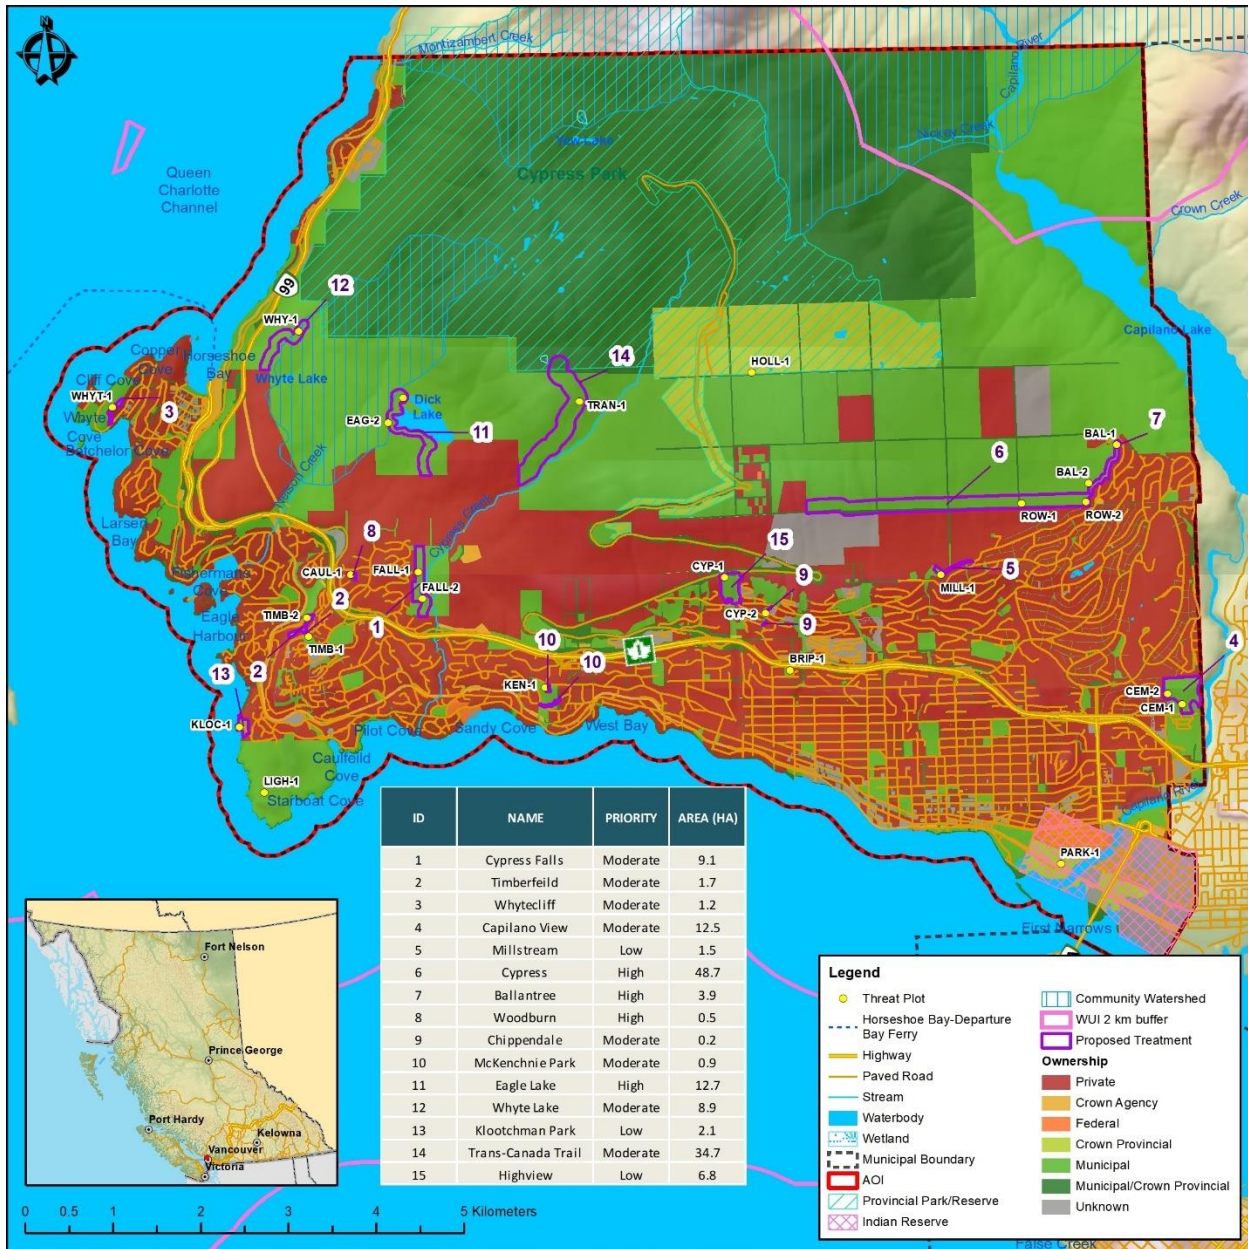 N
Montizambert Creek
Capilano River
Nickey Creek
Yew Lake
Cypress Park
Queen
Charlotte
Channel
Crown Creek
99
12
WHY-1
Capilano Lake
Copper
Cove
Horseshoe
Bay
Cliff Cove
Whyte Lake
14
HOLL-1
WHYT-1
3
Whyte
Cove
Batchelor Cove
Dick
Lake
EAG-2
11
TRAN-1
7
BAL-1
6
BAL-2
Nelson Creek
Cypress Creek
ROW-1
ROW-2
Larsen
Bay
8
15
Fishermans
Cove
CAUL-1
FALL-1
FALL-2
CYP-1
9
MILL-1
5
Eagle
Harbour
TIMB-2
2
1
CYP-2
9
TIMB-1
2
10
1
4
13
KEN-1
10
BRIP-1
CEM-2
CEM-1
KLOC-1
Pilot Cove
Sandy Cove
West Bay
Caulfeild
Cove
LIGH-1
Starboat Cove
Capilano River
PARK-1
First Narrows
ID NAME PRIORITY AREA (HA)
1 Cypress Falls Moderate 9.1
2 Timberfeild Moderate 1.7
3 Whytecliff Moderate 1.2
4 Capilano View Moderate 12.5
5 Millstream Low 1.5
6 Cypress High 48.7
7 Ballantree High 3.9
8 Woodburn High 0.5
9 Chippendale Moderate 0.2
10 McKenchnie Park Moderate 0.9
11 Eagle Lake High 12.7
12 Whyte Lake Moderate 8.9
13 Klootchman Park Low 2.1
14 Trans-Canada Trail Moderate 34.7
15 Highview Low 6.8
Fort Nelson
Prince George
Port Hardy
Kelowna
Vancouver
Victoria
0 0.5 1 2 3 4 5 Kilometers
Legend
Threat Plot
Horseshoe Bay-Departure
Bay Ferry
Highway
Paved Road
Stream
Waterbody
Wetland
Municipal Boundary
AOI
Provincial Park/Reserve
Indian Reserve
Community Watershed
WUI 2 km buffer
Proposed Treatment
Ownership
Private
Crown Agency
Federal
Crown Provincial
Municipal
Municipal/Crown Provincial
Unknown
False Creek